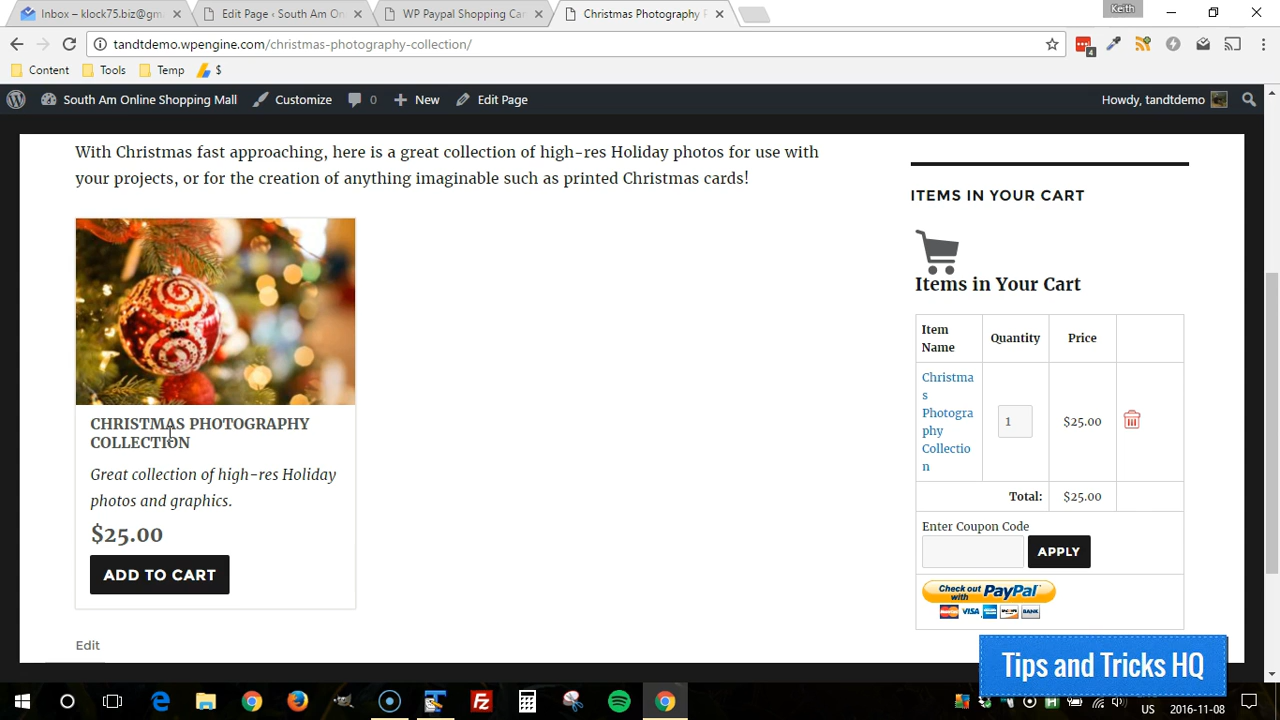 Inbox – klock75.biz@gm
Edit Page ‹ South Am On
WP Paypal Shopping Car
Christmas Photography
Keith
tandtdemo.wpengine.com/christmas-photography-collection/
4
Content
Tools
Temp
$
South Am Online Shopping Mall
Customize
0
New
Edit Page
Howdy, tandtdemo
With Christmas fast approaching, here is a great collection of high-res Holiday photos for use with
your projects, or for the creation of anything imaginable such as printed Christmas cards!
CHRISTMAS PHOTOGRAPHY
COLLECTION
Great collection of high-res Holiday
photos and graphics.
$25.00
ADD TO CART
Edit
ITEMS IN YOUR CART
Items in Your Cart
Item
Name
Quantity
Price
Christma
s
Photogra
phy
Collectio
n
1
$25.00
Total:
$25.00
Enter Coupon Code
APPLY
Check out
with PayPal
VISA
BANK
Tips and Tricks HQ
US
2016-11-08